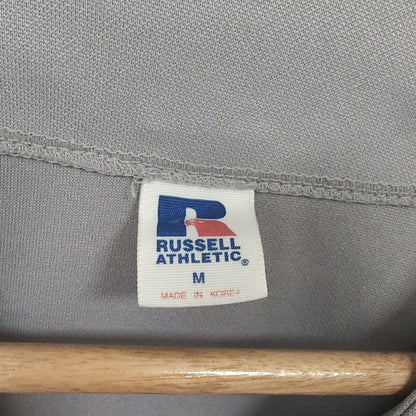 RUSSELL
ATHLETIC®
M
MADE IN KOREA